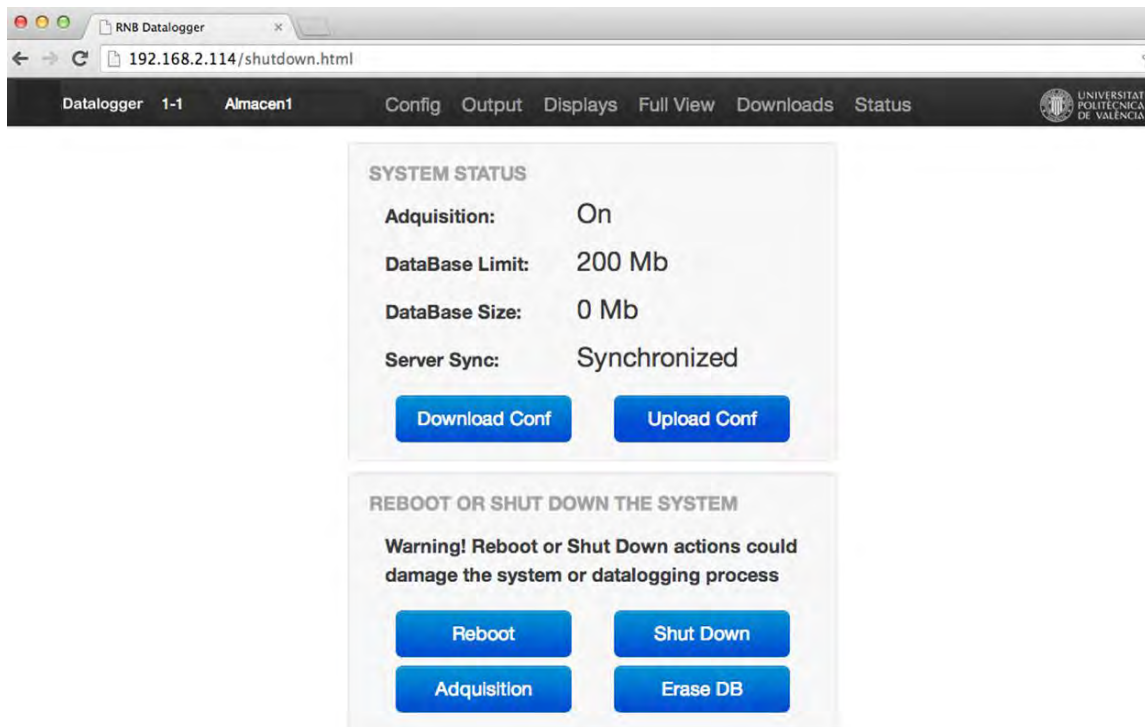 RNB Datalogger
192.168.2.114/shutdown.html
Datalogger 1-1 Almacen1 Config Output Displays Full View Downloads Status
UNIVERSITAT
POLITÈCNICA
DE VALÈNCIA
SYSTEM STATUS
Adquisition: On
DataBase Limit: 200 Mb
DataBase Size: 0 Mb
Server Sync: Synchronized
Download Conf Upload Conf
REBOOT OR SHUT DOWN THE SYSTEM
Warning! Reboot or Shut Down actions could
damage the system or datalogging process
Reboot Shut Down
Adquisition Erase DB